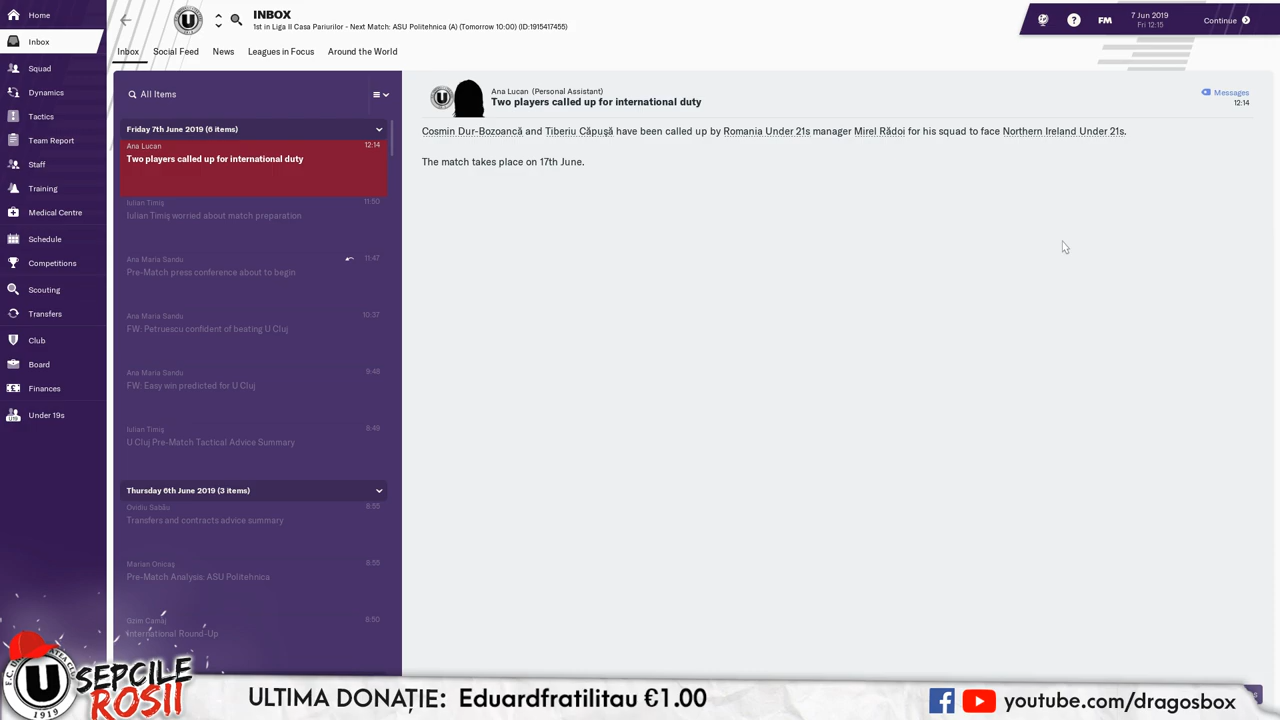 Home
Inbox
Squad
Dynamics
Tactics
Team Report
Staff
Training
Medical Centre
Schedule
Competitions
Scouting
Transfers
Club
Board
Finances
Under 19s
INBOX
1st in Liga II Casa Pariurilor - Next Match: ASU Politehnica (A) (Tomorrow 10:00) (ID:1915417455)
FM
7 Jun 2019
Fri 12:15
Continue
Inbox
Social Feed
News
Leagues in Focus
Around the World
All Items
Friday 7th June 2019 (6 items)
Ana Lucan
12:14
Two players called up for international duty
Iulian Timiș
11:50
Iulian Timiș worried about match preparation
Ana Maria Sandu
11:47
Pre-Match press conference about to begin
Ana Maria Sandu
10:37
FW: Petruescu confident of beating U Cluj
Ana Maria Sandu
9:48
FW: Easy win predicted for U Cluj
Iulian Timiș
8:49
U Cluj Pre-Match Tactical Advice Summary
Thursday 6th June 2019 (3 items)
Ovidiu Sabău
8:55
Transfers and contracts advice summary
Marian Onicaș
8:55
Pre-Match Analysis: ASU Politehnica
Gzim Camaj
8:50
International Round-Up
Ana Lucan (Personal Assistant)
Two players called up for international duty
Messages
12:14
Cosmin Dur-Bozoancă and Tiberiu Căpușă have been called up by Romania Under 21s manager Mirel Rădoi for his squad to face Northern Ireland Under 21s.
The match takes place on 17th June.
U
1919
SEPCILE
ROSII
ULTIMA DONAȚIE: Eduardfratilitau €1.00
youtube.com/dragosbox